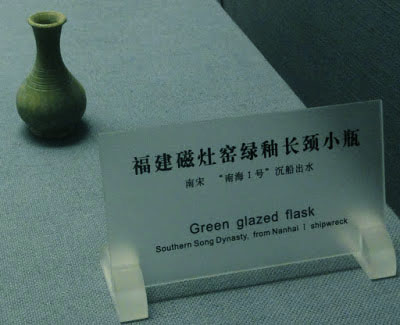 福建磁灶窑绿釉长颈小瓶
南宋 “南海Ⅰ号”沉船出水
Green glazed flask
Southern Song Dynasty, from Nanhai Ⅰ shipwreck